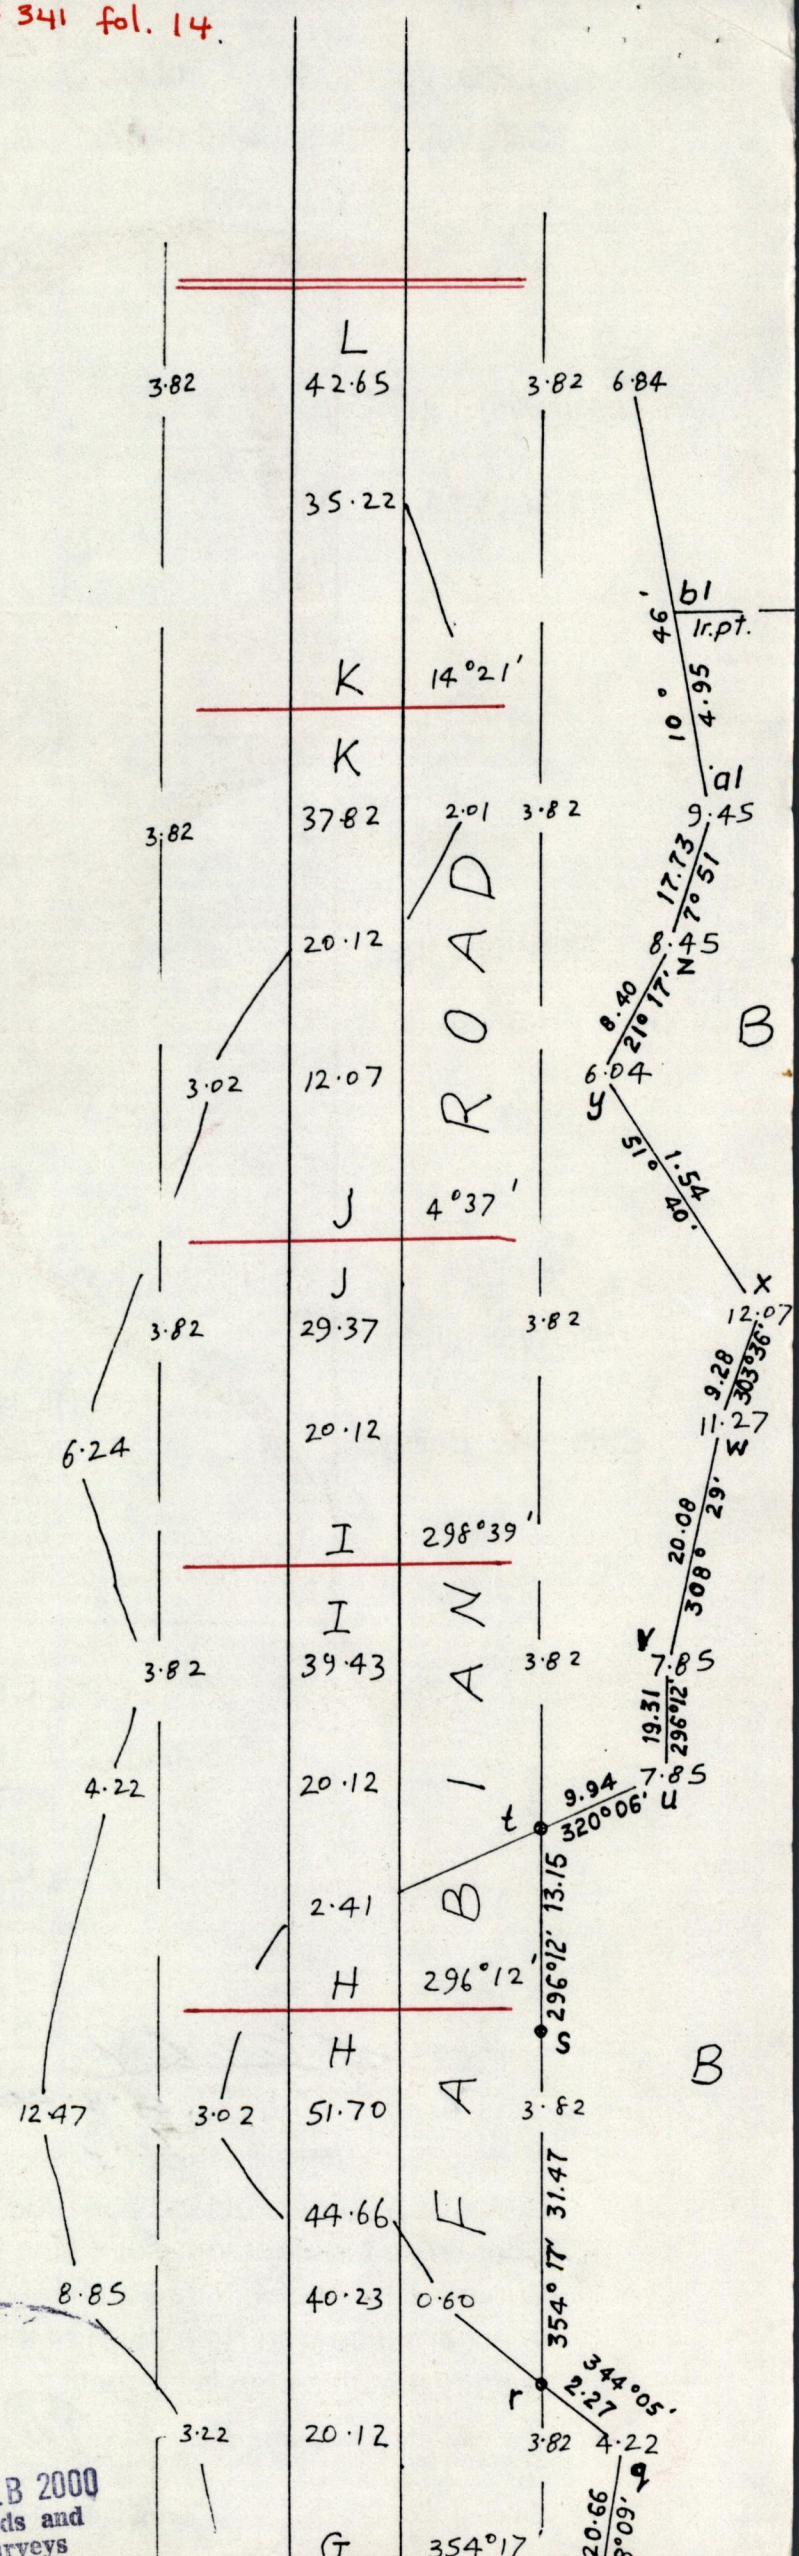 341 fol. 14.
L
3.82 42.65 3.82 6.84
35.22
b1
Ir.pt.
10° 46'
4.95
K 14°21'
K
a1
3.82 37.82 2.01 3.82 9.45
17.73
7° 51
20.12 8.45
z
8.40
21° 17'
B
3.02 12.07 6.04
y
1.54
51° 40'
J 4°37'
J
x
3.82 29.37 3.82 12.07
9.28
303°36'
6.24 20.12 11.27
w
20.08
308° 29'
I 298°39'
I
v
3.82 39.43 3.82 7.85
19.31
296°12'
4.22 20.12 7.85
u
9.94
320°06'
t
13.15
296°12'
2.41
H 296°12'
s
H
B
12.47 3.02 51.70 3.82
44.66
31.47
354° 17'
8.85 40.23 0.60
r
344°05'
2.27
3.22 20.12 3.82 4.22
q
20.66
8°09'
G 354°17'
FABIAN ROAD
B 2000
ds and
rveys